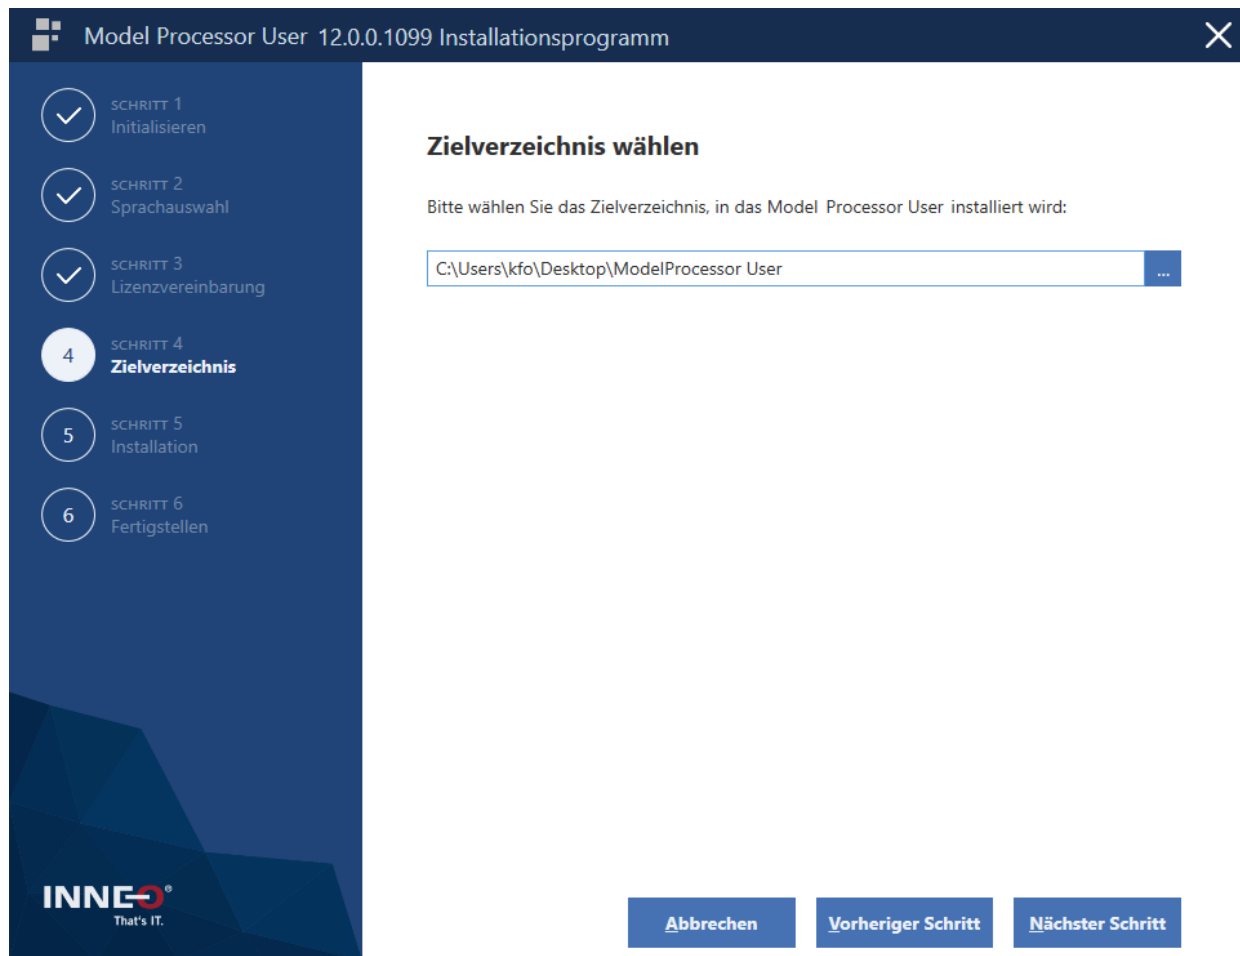 Model Processor User 12.0.0.1099 Installationsprogramm
SCHRITT 1
Initialisieren
SCHRITT 2
Sprachauswahl
SCHRITT 3
Lizenzvereinbarung
4
SCHRITT 4
Zielverzeichnis
5
SCHRITT 5
Installation
6
SCHRITT 6
Fertigstellen
INNEO®
That's IT.
Zielverzeichnis wählen
Bitte wählen Sie das Zielverzeichnis, in das Model Processor User installiert wird:
C:\Users\kfo\Desktop\ModelProcessor User
...
Abbrechen
Vorheriger Schritt
Nächster Schritt